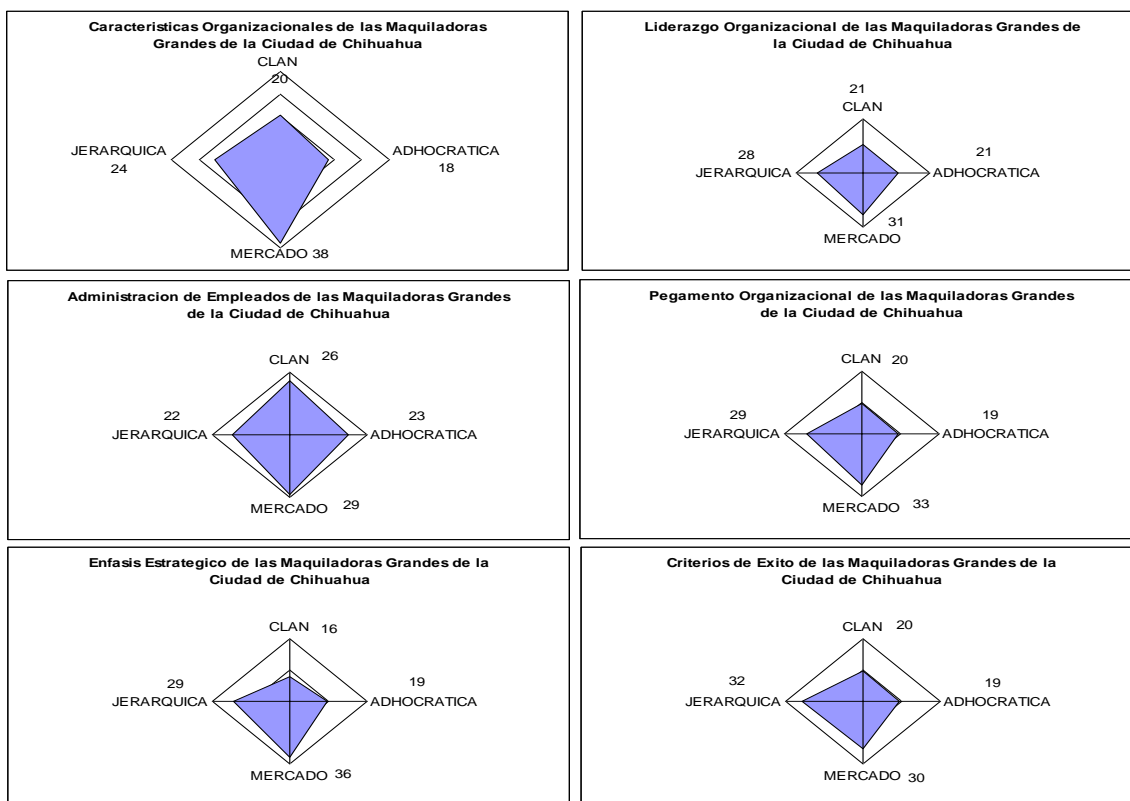 Caracteristicas Organizacionales de las Maquiladoras
Grandes de la Ciudad de Chihuahua
CLAN
20
JERARQUICA
24
ADHOCRATICA
18
MERCADO 38
Liderazgo Organizacional de las Maquiladoras Grandes de
la Ciudad de Chihuahua
21
CLAN
28
JERARQUICA
21
ADHOCRATICA
31
MERCADO
Administracion de Empleados de las Maquiladoras Grandes
de la Ciudad de Chihuahua
CLAN 26
22
JERARQUICA
23
ADHOCRATICA
MERCADO 29
Pegamento Organizacional de las Maquiladoras Grandes
de la Ciudad de Chihuahua
CLAN 20
29
JERARQUICA
19
ADHOCRATICA
MERCADO 33
Enfasis Estrategico de las Maquiladoras Grandes de la
Ciudad de Chihuahua
CLAN 16
29
JERARQUICA
19
ADHOCRATICA
MERCADO 36
Criterios de Exito de las Maquiladoras Grandes de la
Ciudad de Chihuahua
CLAN 20
32
JERARQUICA
19
ADHOCRATICA
MERCADO 30